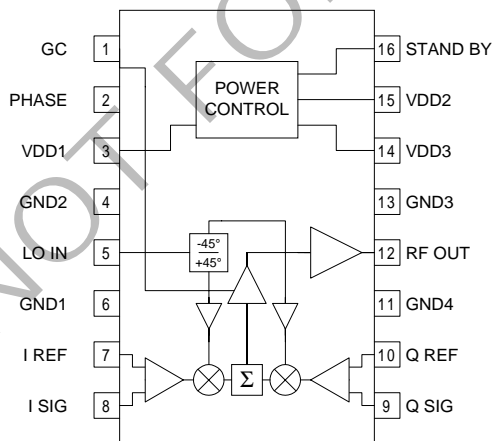 NOT FO
GC 1
16 STAND BY
POWER
CONTROL
PHASE 2
15 VDD2
VDD1 3
14 VDD3
GND2 4
13 GND3
-45°
+45°
LO IN 5
12 RF OUT
GND1 6
11 GND4
I REF 7
10 Q REF
Σ
I SIG 8
9 Q SIG